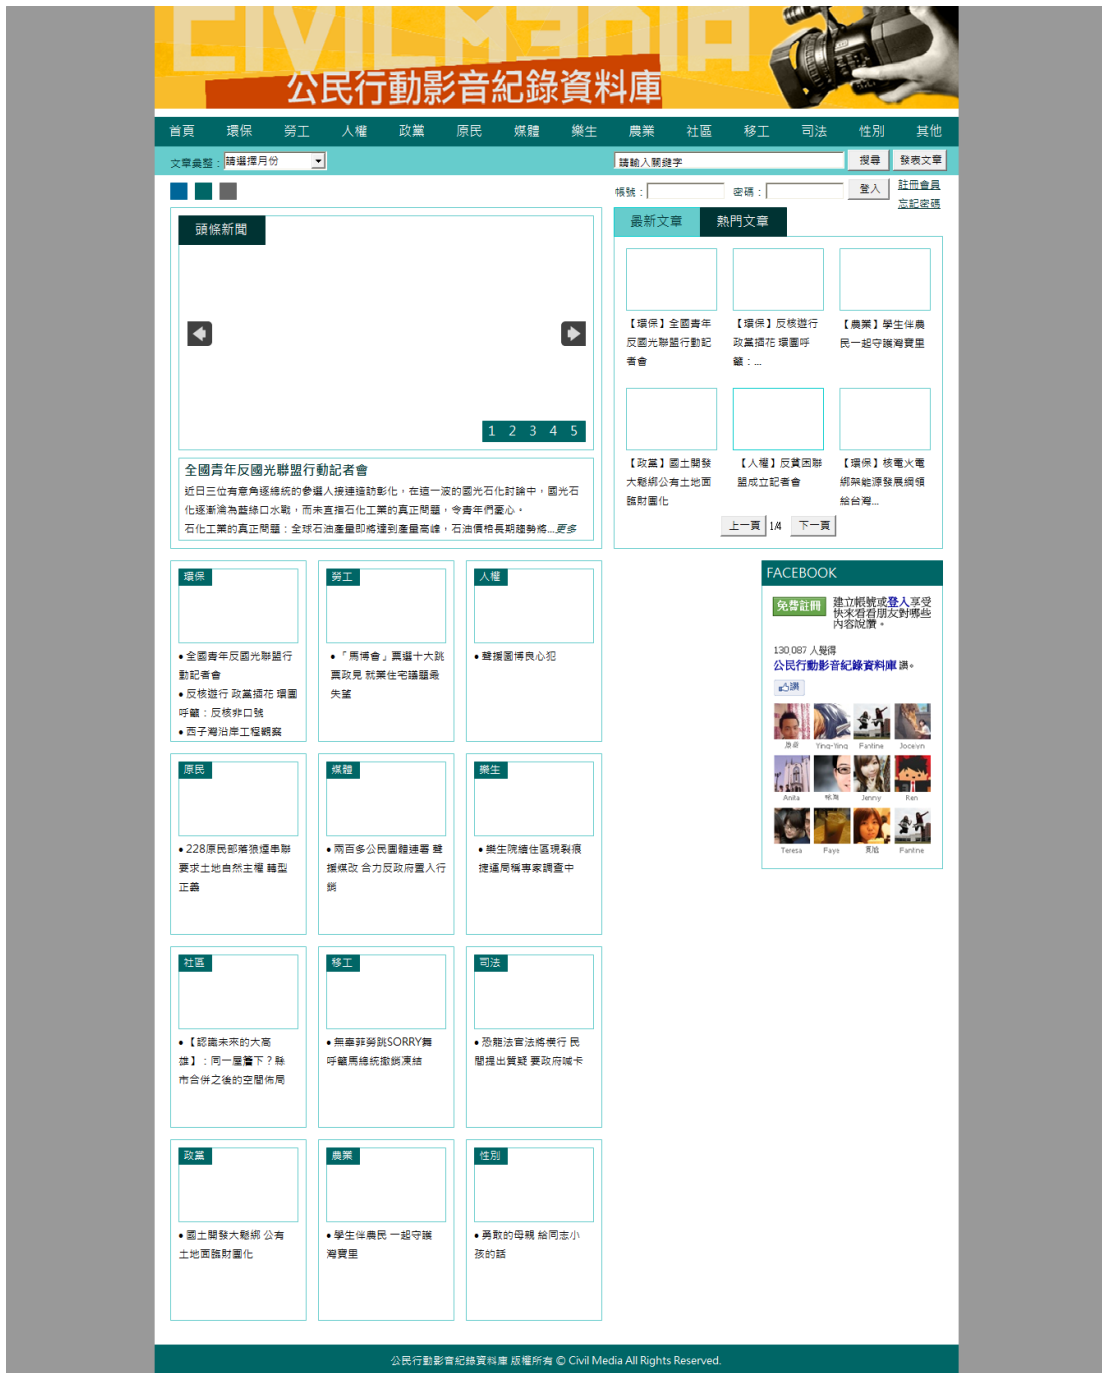 CIVILMEDIA
公民行動影音紀錄資料庫
首頁 環保 勞工 人權 政黨 原民 媒體 樂生 農業 社區 移工 司法 性別 其他
文章彙整： 請選擇月份 請輸入關鍵字 搜尋 發表文章
帳號： 密碼： 登入 註冊會員
忘記密碼
頭條新聞
1 2 3 4 5
全國青年反國光聯盟行動記者會
近日三位有意角逐總統的參選人接連造訪彰化，在這一波的國光石化討論中，國光石
化逐漸淪為藍綠口水戰，而未直指石化工業的真正問題，令青年們憂心。
石化工業的真正問題：全球石油產量即將達到產量高峰，石油價格長期趨勢將...更多
最新文章 熱門文章
【環保】全國青年
反國光聯盟行動記
者會
【環保】反核遊行
政黨插花 環團呼
籲：...
【農業】學生伴農
民一起守護灣寶里
【政黨】國土開發
大鬆綁公有土地面
臨財團化
【人權】反貧困聯
盟成立記者會
【環保】核電火電
綁架能源發展綱領
給台灣...
上一頁 1/4 下一頁
環保
•全國青年反國光聯盟行
動記者會
•反核遊行 政黨插花 環團
呼籲：反核非口號
•西子灣沿岸工程觀察
勞工
•「馬博會」票選十大跳
票政見 就業住宅議題最
失望
人權
•聲援園博良心犯
FACEBOOK
免費註冊
建立帳號或登入享受
快來看看朋友對哪些
內容說讚。
130,087 人覺得
公民行動影音紀錄資料庫 讚。
讚
Ying-Ying Fantine Jocelyn
Anita Jenny Ren
Teresa Faye Fantine
原民
•228原民部落狼煙串聯
要求土地自然主權 轉型
正義
媒體
•兩百多公民團體連署 聲
援媒改 合力反政府置入行
銷
樂生
•樂生院續住區現裂痕
捷運局稱專家調查中
社區
•【認識未來的大高
雄】：同一屋簷下？縣
市合併之後的空間佈局
移工
•無辜菲勞跳SORRY舞
呼籲馬總統撤銷凍結
司法
•恐龍法官法將橫行 民
間提出質疑 要政府喊卡
政黨
•國土開發大鬆綁 公有
土地面臨財團化
農業
•學生伴農民 一起守護
灣寶里
性別
•勇敢的母親 給同志小
孩的話
公民行動影音紀錄資料庫 版權所有 © Civil Media All Rights Reserved.